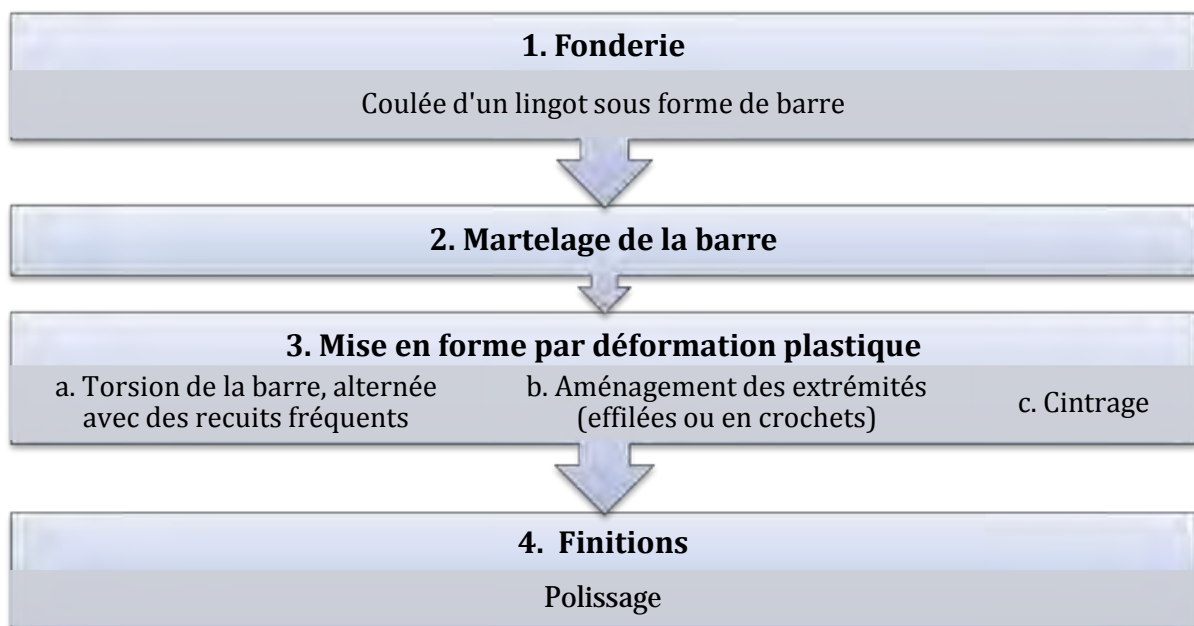 1. Fonderie
Coulée d'un lingot sous forme de barre
2. Martelage de la barre
3. Mise en forme par déformation plastique
a. Torsion de la barre, alternée
avec des recuits fréquents
b. Aménagement des extrémités
(effilées ou en crochets)
c. Cintrage
4. Finitions
Polissage